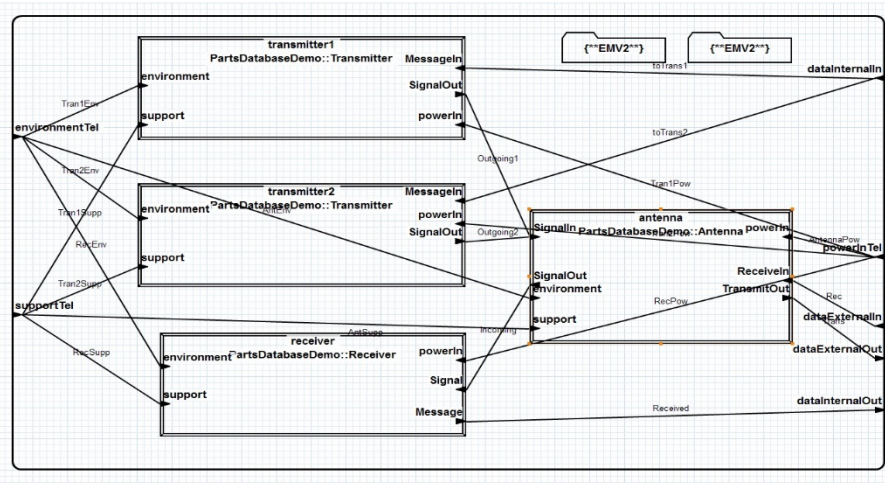 transmitter1
PartsDatabaseDemo::Transmitter
MessageIn
environment
SignalOut
support
powerIn
{**EMV2**}
{**EMV2**}
dataInternalIn
toTrans1
Tran1Env
environmentTel
toTrans2
Outgoing1
Tran2Env
Tran1Pow
transmitter2
PartsDatabaseDemo::Transmitter
MessageIn
environment
powerIn
SignalOut
support
AntEnv
Tran1Supp
RecEnv
Outgoing2
antenna
PartsDatabaseDemo::Antenna
SignalIn
powerIn
AntennaPow
powerInTel
SignalOut
environment
support
ReceiveIn
TransmitOut
RecPow
Rec
Tran2Supp
supportTel
dataExternalIn
Trans
dataExternalOut
AntSupp
Incoming
receiver
PartsDatabaseDemo::Receiver
powerIn
environment
Signal
support
Message
RecSupp
Received
dataInternalOut